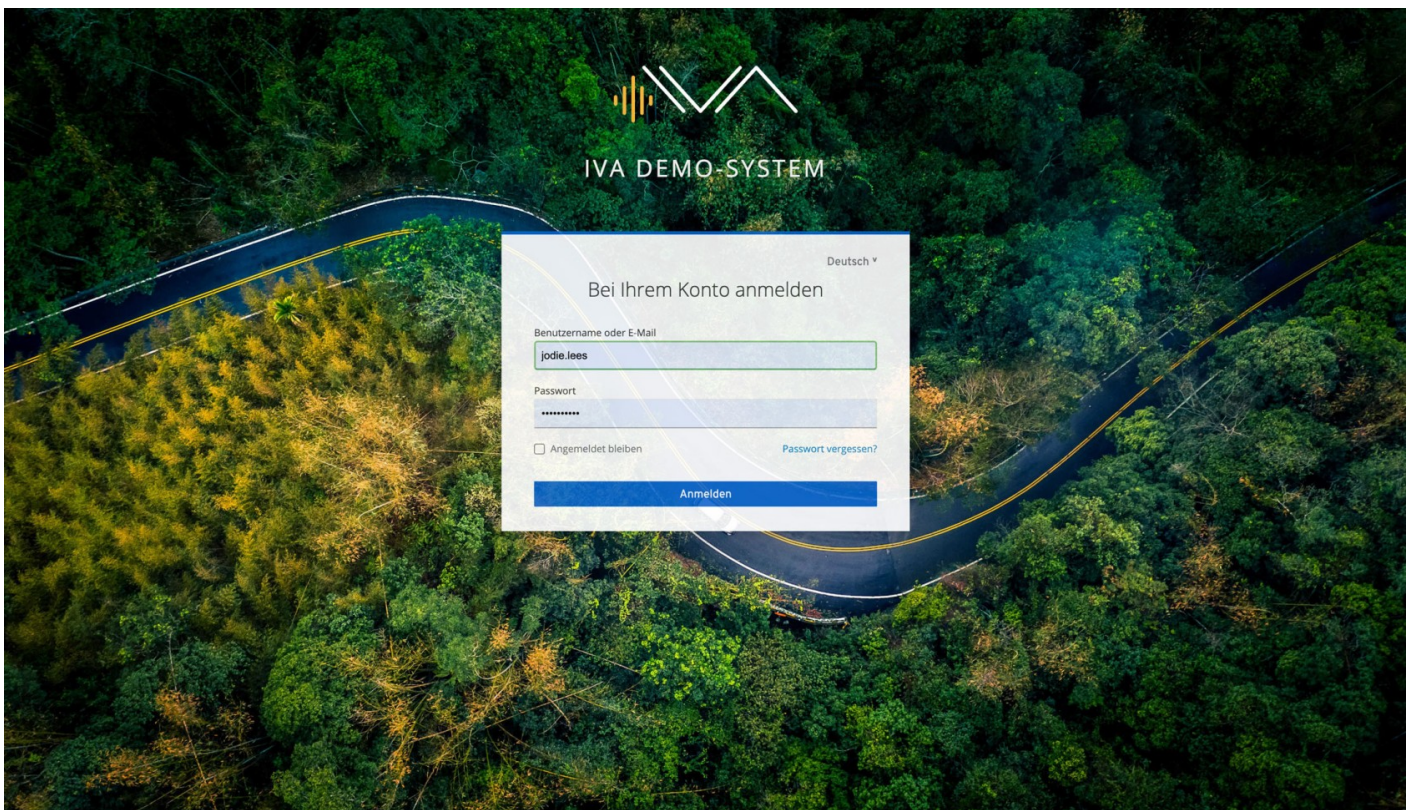 IVA
IVA DEMO-SYSTEM
Deutsch
Bei Ihrem Konto anmelden
Benutzername oder E-Mail
jodie.lees
Passwort
••••••••••
Angemeldet bleiben Passwort vergessen?
Anmelden